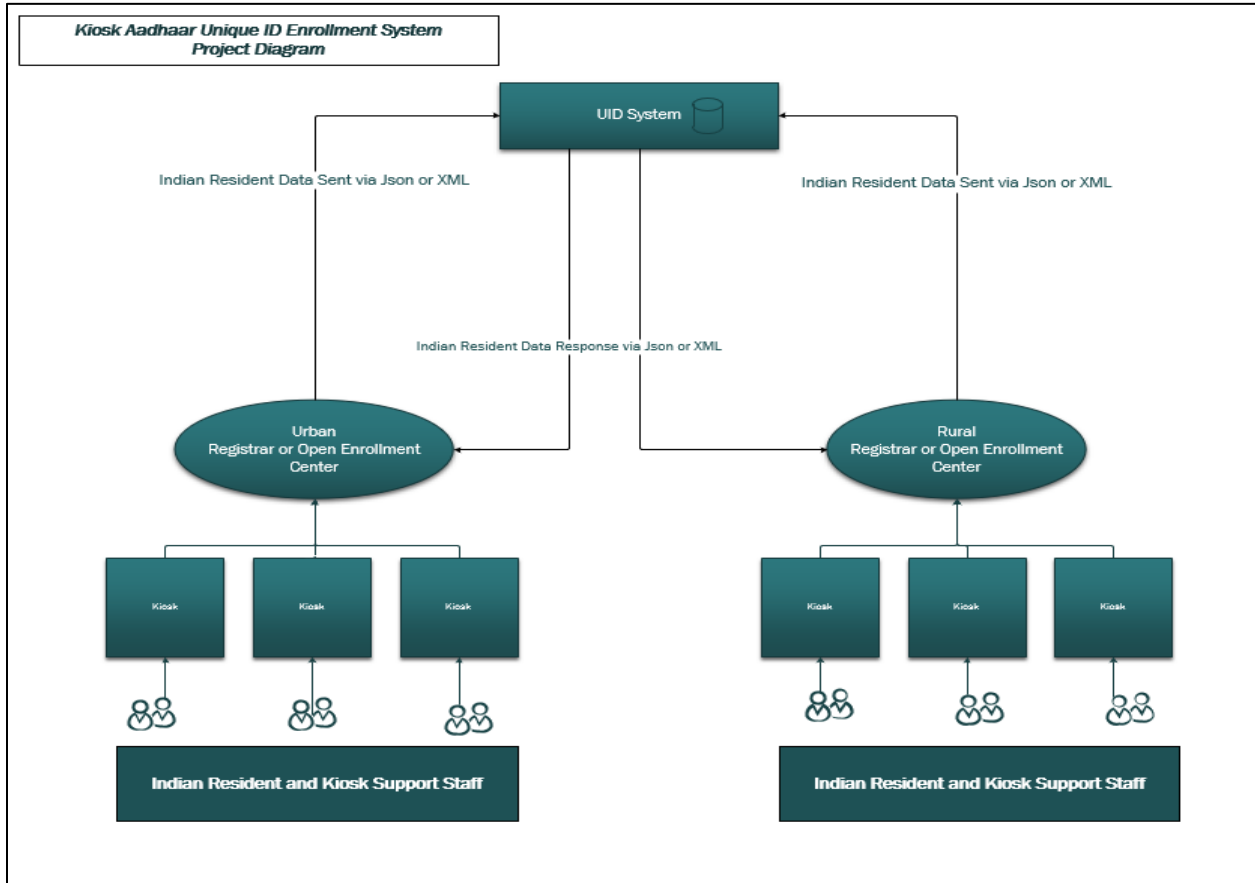 Kiosk Aadhaar Unique ID Enrollment System
Project Diagram
UID System
Indian Resident Data Sent via Json or XML
Indian Resident Data Sent via Json or XML
Indian Resident Data Response via Json or XML
Urban
Registrar or Open Enrollment
Center
Rural
Registrar or Open Enrollment
Center
Kiosk
Kiosk
Kiosk
Kiosk
Kiosk
Kiosk
Indian Resident and Kiosk Support Staff
Indian Resident and Kiosk Support Staff